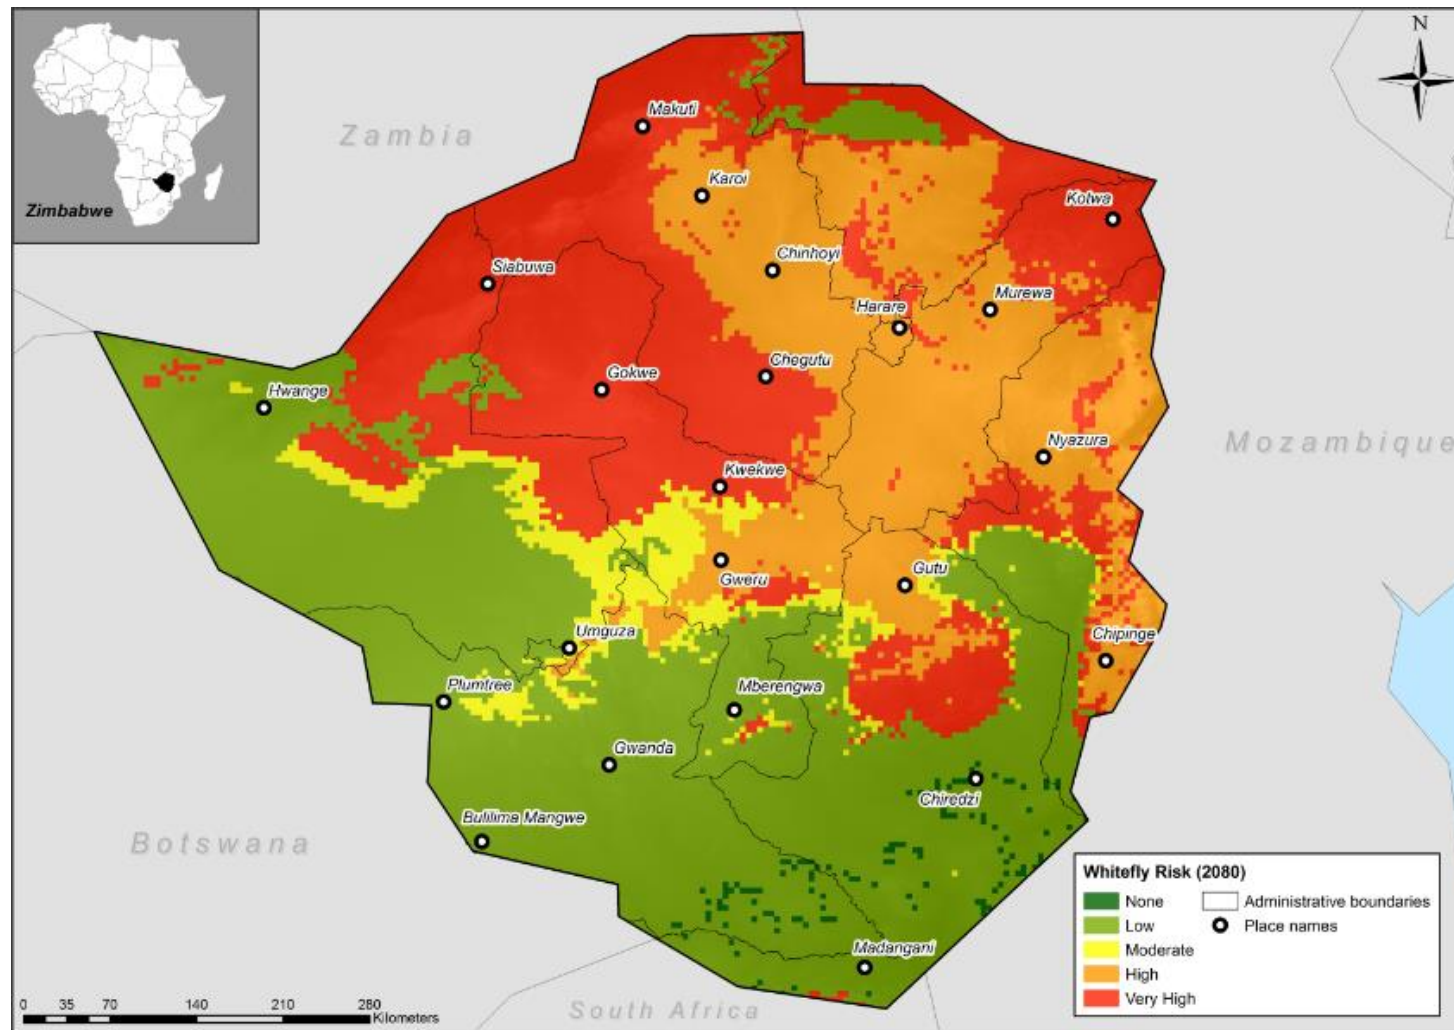 N
Zambia
Makuti
Karoi
Kotwa
Zimbabwe
Siabuwa
Chinhoyi
Harare
Murewa
Chegutu
Gokwe
Hwange
Mozambique
Nyazura
Kwekwe
Gweru
Gutu
Umguza
Chipinge
Plumtree
Mberengwa
Gwanda
Chiredzi
Bulilima Mangwe
Botswana
Madangani
South Africa
Whitefly Risk (2080)
None
Low
Moderate
High
Very High
Administrative boundaries
Place names
0 35 70 140 210 280
Kilometers